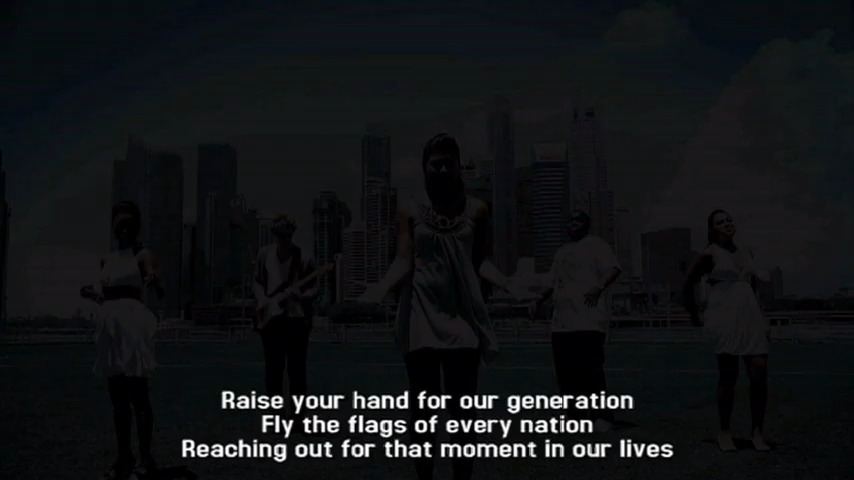 Raise your hand for our generation
Fly the flags of every nation
Reaching out for that moment in our lives